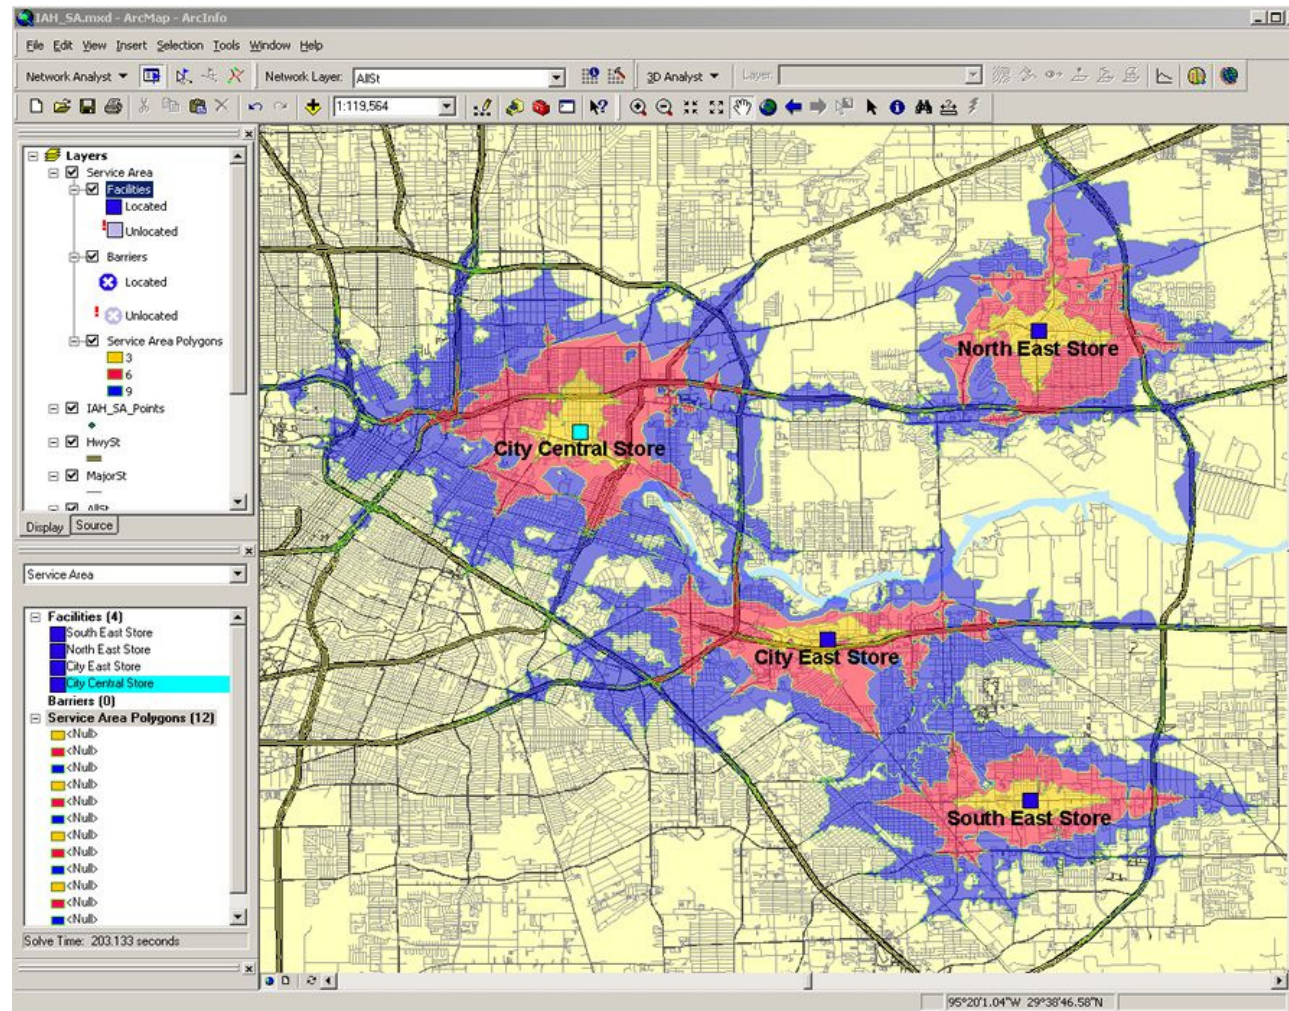 IAH_SA.mxd - ArcMap - ArcInfo
File Edit View Insert Selection Tools Window Help
Network Analyst Network Layer: AllSt 3D Analyst Layer:
1:119,564
Layers
Service Area
Facilities
Located
Unlocated
Barriers
Located
Unlocated
Service Area Polygons
3
6
9
IAH_SA_Points
HwySt
MajorSt
AllSt
Display Source
Service Area
Facilities (4)
South East Store
North East Store
City East Store
City Central Store
Barriers (0)
Service Area Polygons (12)
<Null>
<Null>
<Null>
<Null>
<Null>
<Null>
<Null>
<Null>
<Null>
<Null>
<Null>
<Null>
Solve Time: 203.133 seconds
North East Store
City Central Store
City East Store
South East Store
95°20'1.04"W 29°38'46.58"N